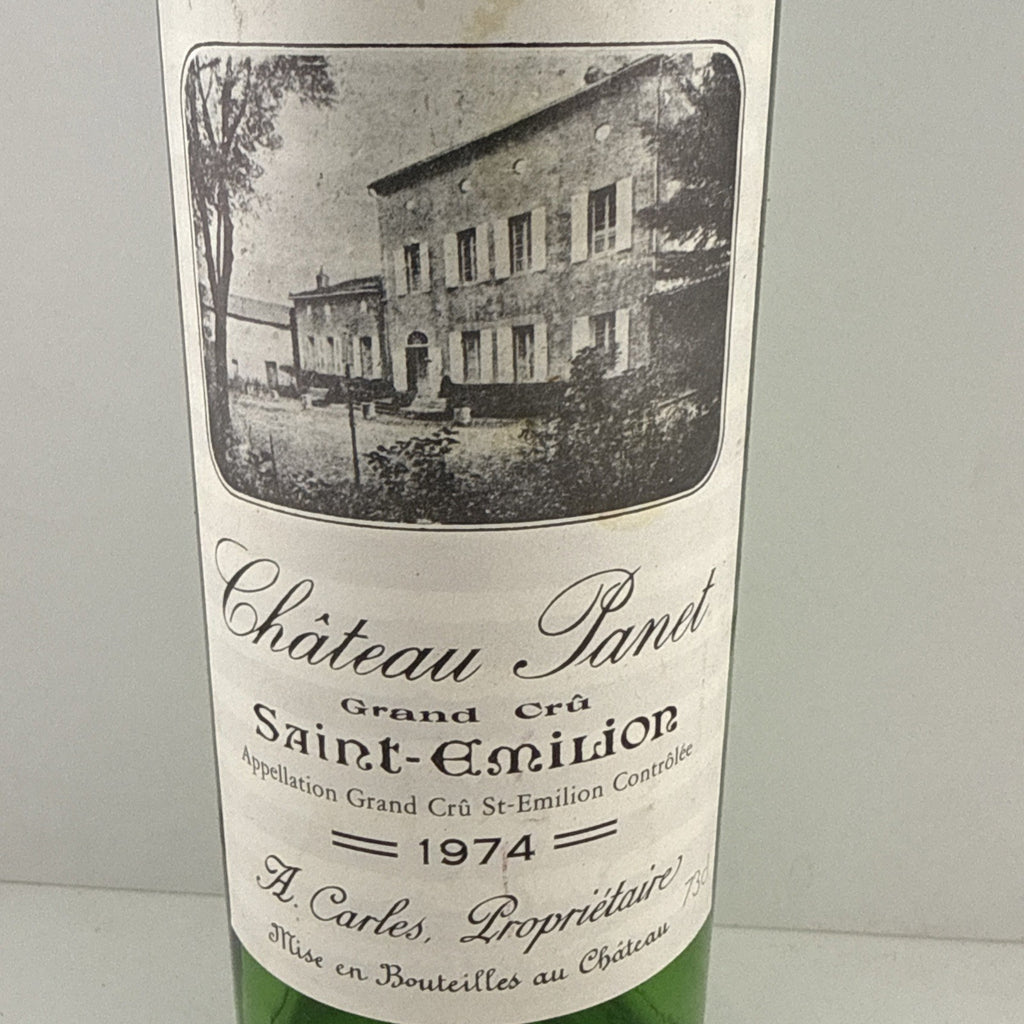 Château Panet
Grand Crû
Saint-Emilion
Appellation Grand Crû St-Emilion Contrôlée
1974
A. Carles, Propriétaire
73cl
Mise en Bouteilles au Château